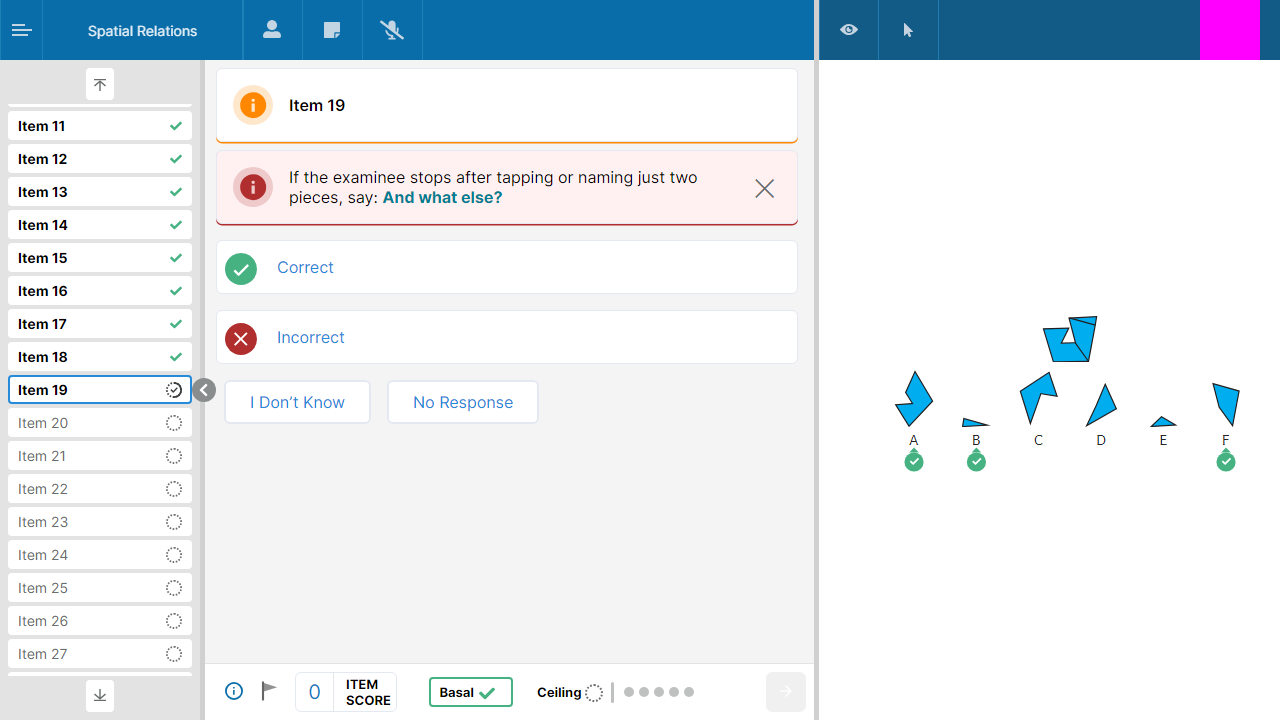 Spatial Relations
Item 11
Item 12
Item 13
Item 14
Item 15
Item 16
Item 17
Item 18
Item 19
Item 20
Item 21
Item 22
Item 23
Item 24
Item 25
Item 26
Item 27
Item 19
If the examinee stops after tapping or naming just two
pieces, say: And what else?
Correct
Incorrect
I Don’t Know
No Response
0
ITEM
SCORE
Basal
Ceiling
A B C D E F